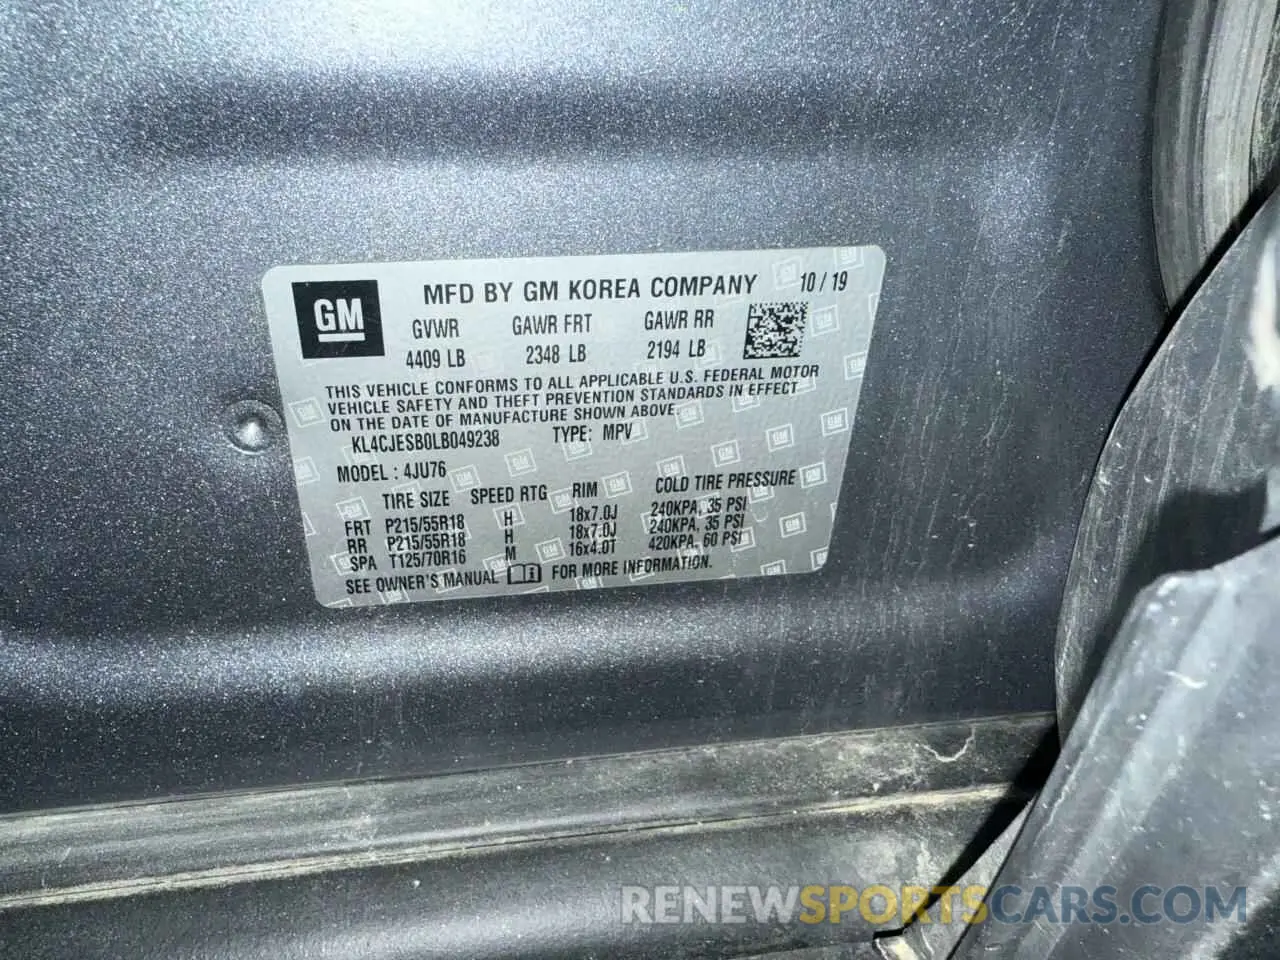 GM
MFD BY GM KOREA COMPANY 10 / 19
GVWR GAWR FRT GAWR RR
4409 LB 2348 LB 2194 LB
THIS VEHICLE CONFORMS TO ALL APPLICABLE U.S. FEDERAL MOTOR
VEHICLE SAFETY AND THEFT PREVENTION STANDARDS IN EFFECT
ON THE DATE OF MANUFACTURE SHOWN ABOVE.
KL4CJESB0LB049238 TYPE: MPV
MODEL : 4JU76
TIRE SIZE SPEED RTG RIM COLD TIRE PRESSURE
FRT P215/55R18 H 18x7.0J 240KPA, 35 PSI
RR P215/55R18 H 18x7.0J 240KPA, 35 PSI
SPA T125/70R16 M 16x4.0T 420KPA, 60 PSI
SEE OWNER'S MANUAL FOR MORE INFORMATION.
RENEWSPORTSCARS.COM